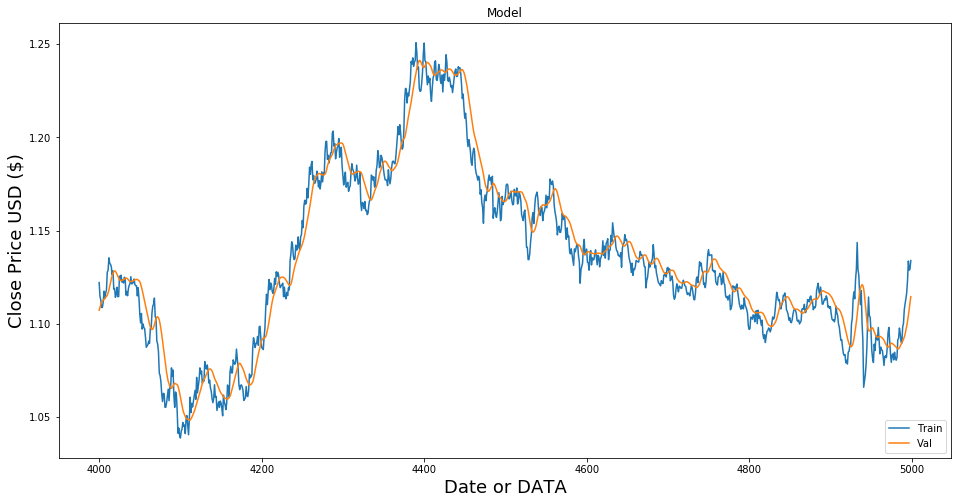 Model
Close Price USD ($)
1.25
1.20
1.15
1.10
1.05
4000
4200
4400
4600
4800
5000
Date or DATA
Train
Val